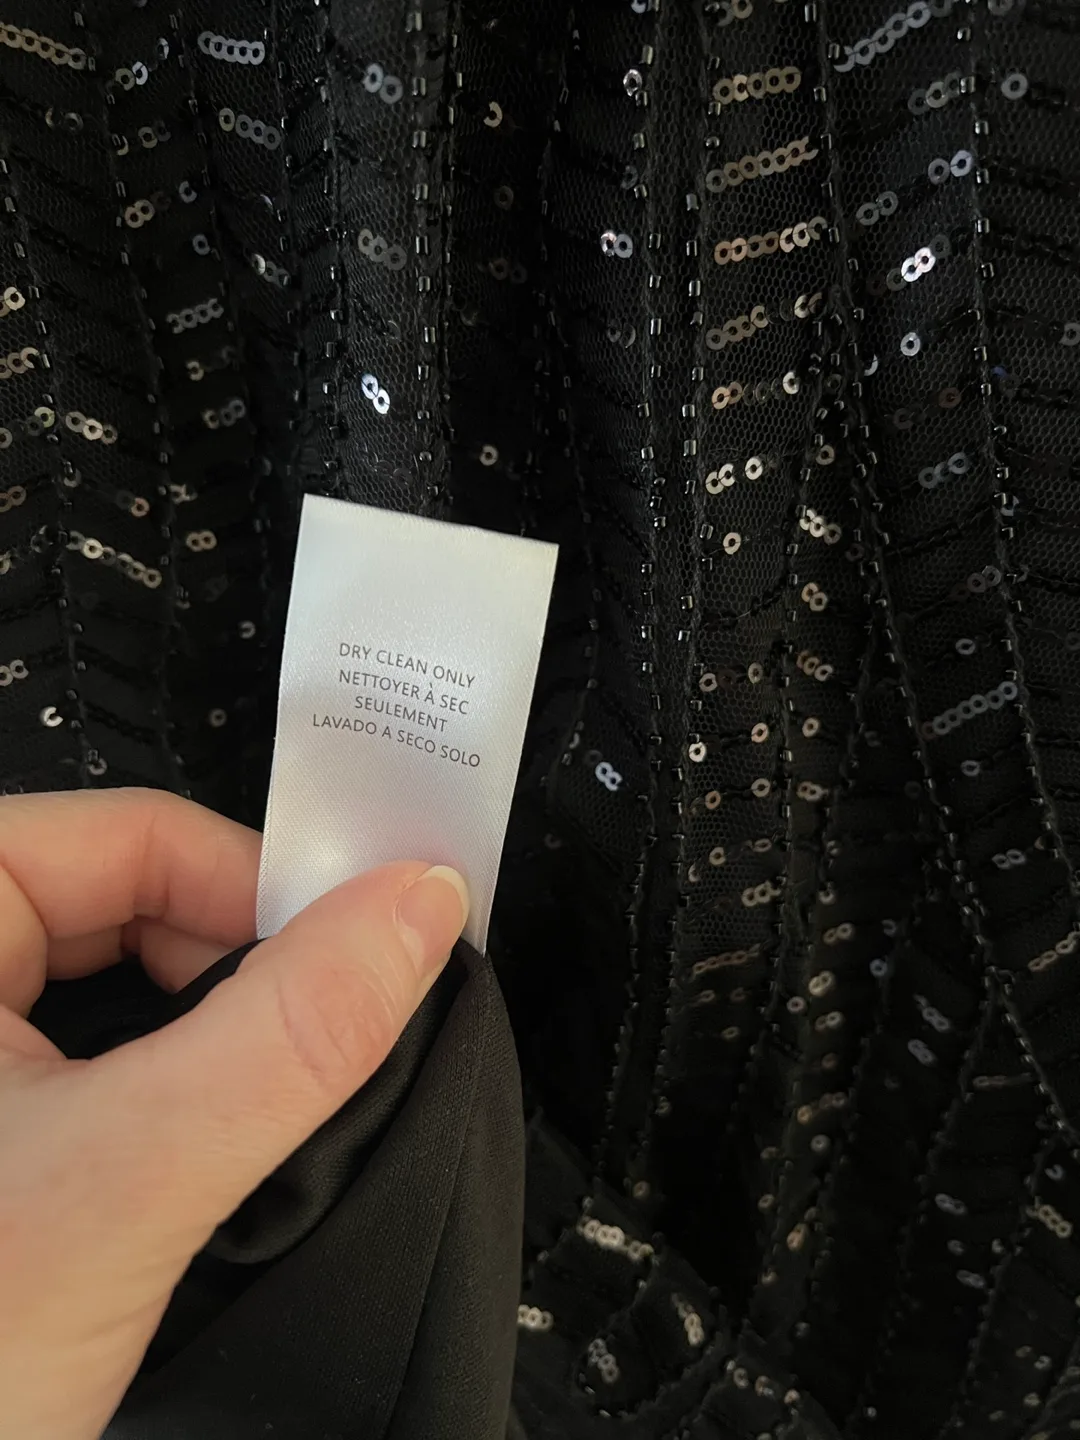 DRY CLEAN ONLY
NETTOYER À SEC
SEULEMENT
LAVADO A SECO SOLO